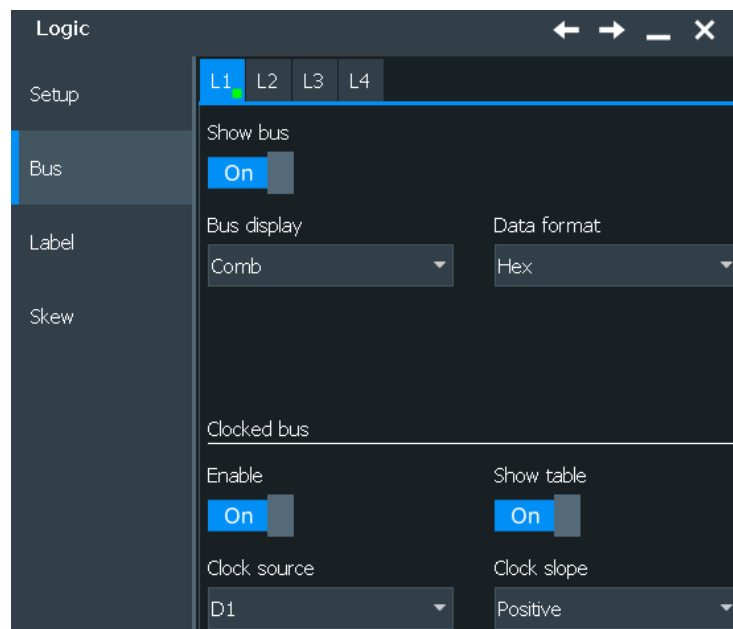 Logic
Setup
Bus
Label
Skew
L1 L2 L3 L4
Show bus
On
Bus display Data format
Comb Hex
Clocked bus
Enable Show table
On On
Clock source Clock slope
D1 Positive